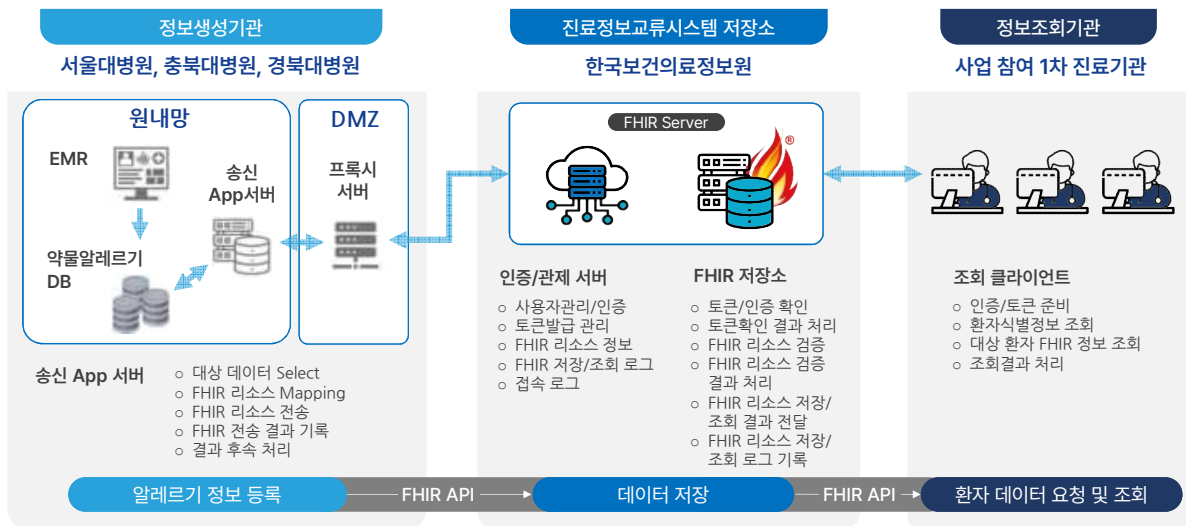 정보생성기관
서울대병원, 충북대병원, 경북대병원
원내망
DMZ
EMR
송신
App서버
프록시
서버
약물알레르기
DB
송신 App 서버
○ 대상 데이터 Select
○ FHIR 리소스 Mapping
○ FHIR 리소스 전송
○ FHIR 전송 결과 기록
○ 결과 후속 처리
진료정보교류시스템 저장소
한국보건의료정보원
FHIR Server
®
인증/관제 서버
○ 사용자관리/인증
○ 토큰발급 관리
○ FHIR 리소스 정보
○ FHIR 저장/조회 로그
○ 접속 로그
FHIR 저장소
○ 토큰/인증 확인
○ 토큰확인 결과 처리
○ FHIR 리소스 검증
○ FHIR 리소스 검증
결과 처리
○ FHIR 리소스 저장/
조회 결과 전달
○ FHIR 리소스 저장/
조회 로그 기록
정보조회기관
사업 참여 1차 진료기관
조회 클라이언트
○ 인증/토큰 준비
○ 환자식별정보 조회
○ 대상 환자 FHIR 정보 조회
○ 조회결과 처리
알레르기 정보 등록
FHIR API
데이터 저장
FHIR API
환자 데이터 요청 및 조회